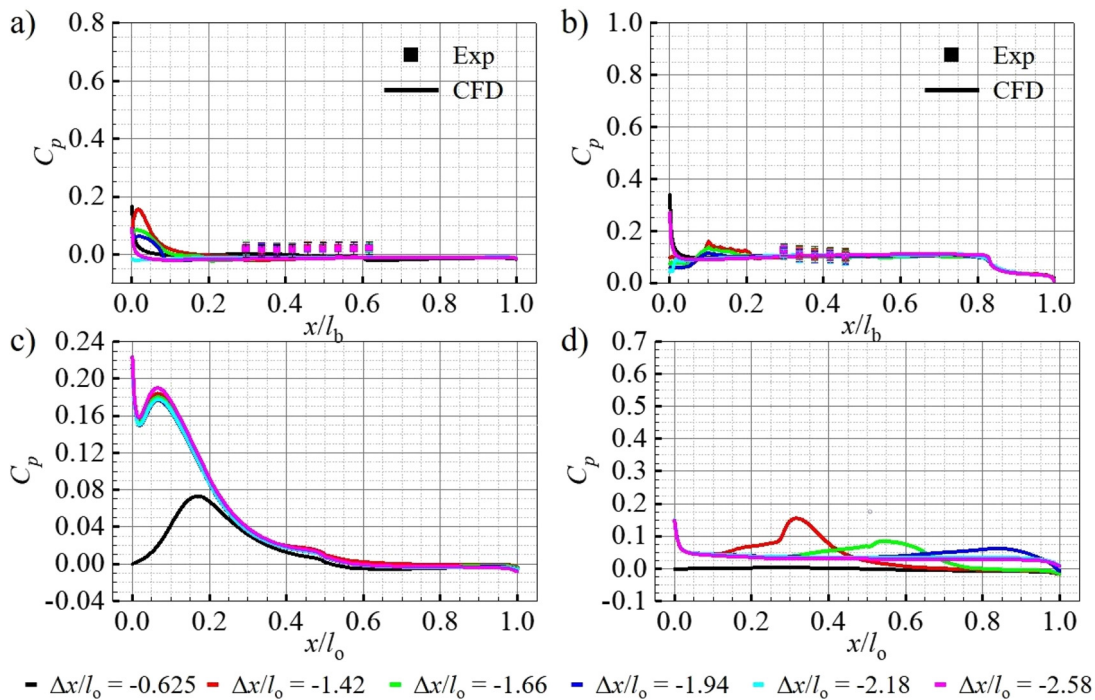 a)
0.8
0.6
0.4
0.2
0.0
Cp
Exp
CFD
0.0 0.2 0.4 0.6 0.8 1.0
x/lb
b)
1.0
0.8
0.6
0.4
0.2
0.0
Cp
Exp
CFD
0.0 0.2 0.4 0.6 0.8 1.0
x/lb
c)
0.24
0.20
0.16
0.12
0.08
0.04
0.00
-0.04
Cp
0.0 0.2 0.4 0.6 0.8 1.0
x/lo
d)
0.7
0.6
0.5
0.4
0.3
0.2
0.1
0.0
-0.1
Cp
0.0 0.2 0.4 0.6 0.8 1.0
x/lo
Δx/lo = -0.625 Δx/lo = -1.42 Δx/lo = -1.66 Δx/lo = -1.94 Δx/lo = -2.18 Δx/lo = -2.58